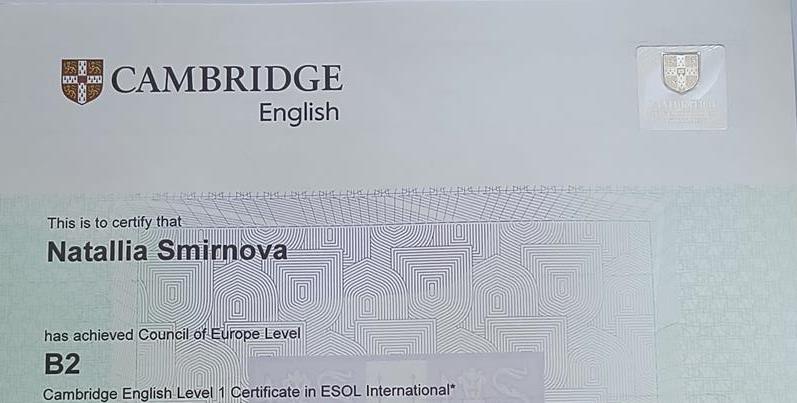 CAMBRIDGE
English
This is to certify that
Natallia Smirnova
has achieved Council of Europe Level
B2
Cambridge English Level 1 Certificate in ESOL International*